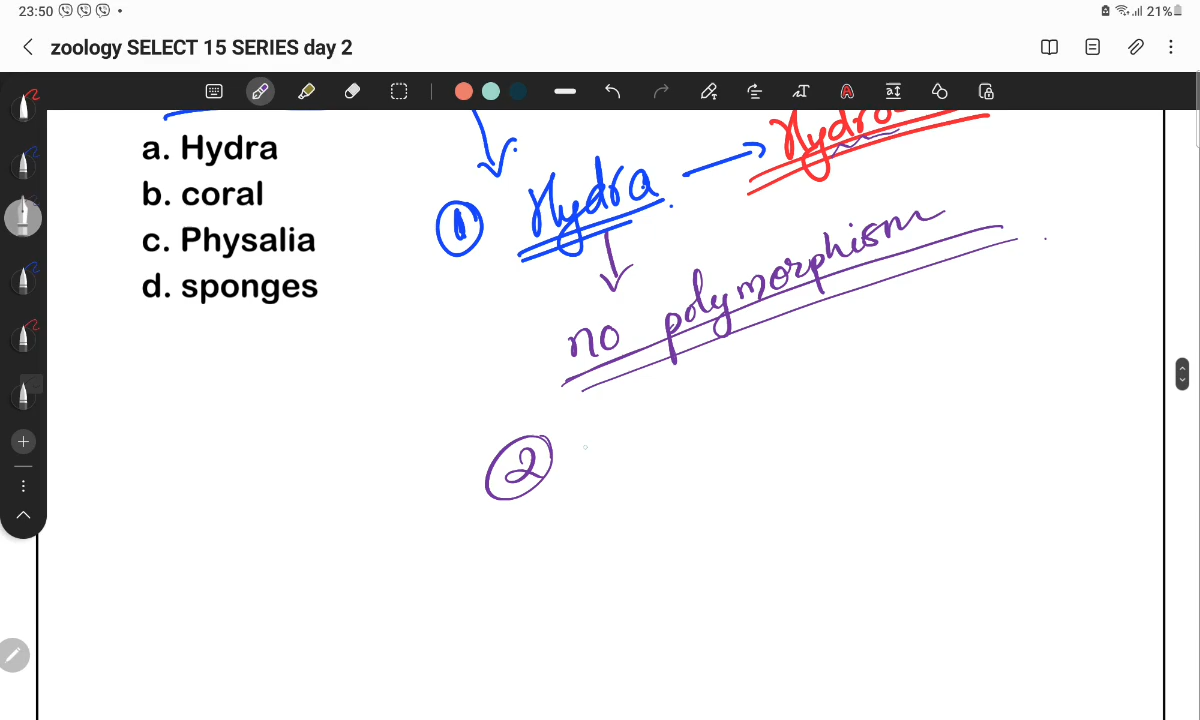 23:50 21%
zoology SELECT 15 SERIES day 2
a. Hydra
b. coral
c. Physalia
d. sponges
① Hydra
no polymorphism
②